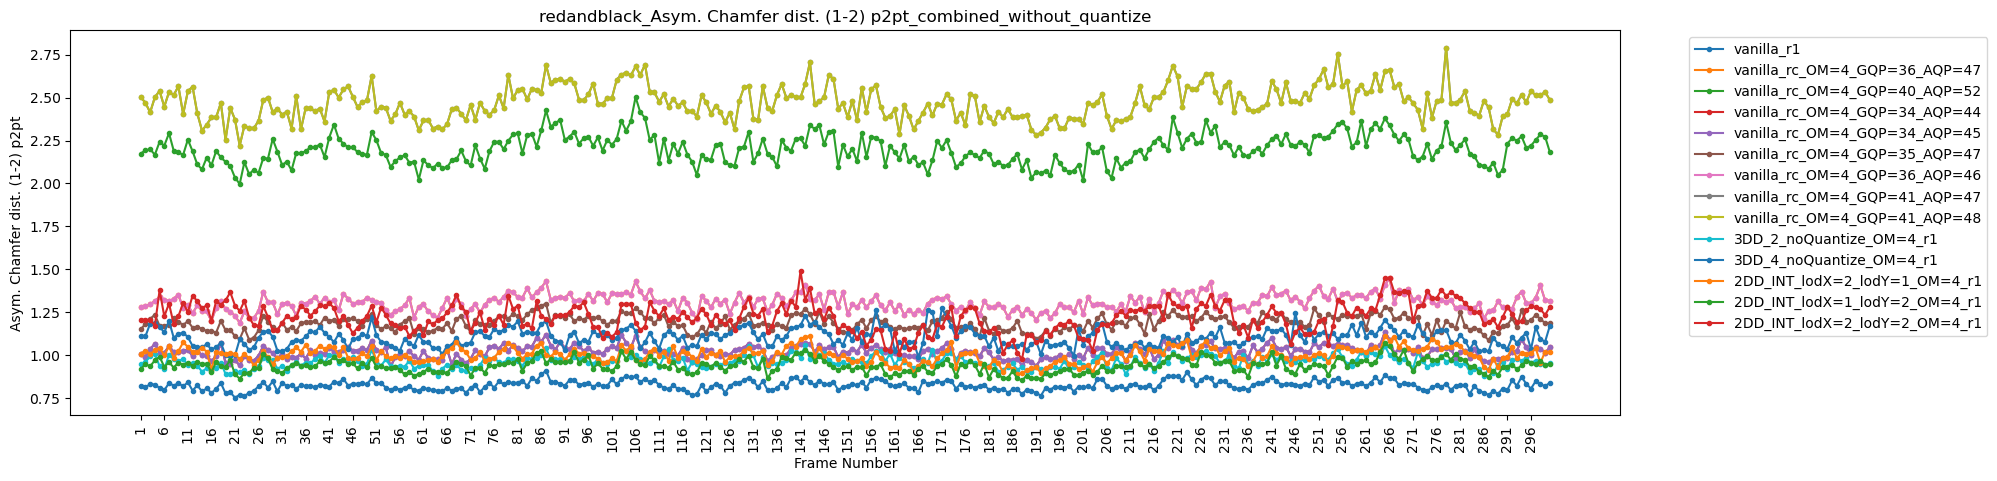 redandblack_Asym. Chamfer dist. (1-2) p2pt_combined_without_quantize
Asym. Chamfer dist. (1-2) p2pt
2.75
2.50
2.25
2.00
1.75
1.50
1.25
1.00
0.75
1 6 11 16 21 26 31 36 41 46 51 56 61 66 71 76 81 86 91 96 101 106 111 116 121 126 131 136 141 146 151 156 161 166 171 176 181 186 191 196 201 206 211 216 221 226 231 236 241 246 251 256 261 266 271 276 281 286 291 296
Frame Number
vanilla_r1
vanilla_rc_OM=4_GQP=36_AQP=47
vanilla_rc_OM=4_GQP=40_AQP=52
vanilla_rc_OM=4_GQP=34_AQP=44
vanilla_rc_OM=4_GQP=34_AQP=45
vanilla_rc_OM=4_GQP=35_AQP=47
vanilla_rc_OM=4_GQP=36_AQP=46
vanilla_rc_OM=4_GQP=41_AQP=47
vanilla_rc_OM=4_GQP=41_AQP=48
3DD_2_noQuantize_OM=4_r1
3DD_4_noQuantize_OM=4_r1
2DD_INT_lodX=2_lodY=1_OM=4_r1
2DD_INT_lodX=1_lodY=2_OM=4_r1
2DD_INT_lodX=2_lodY=2_OM=4_r1